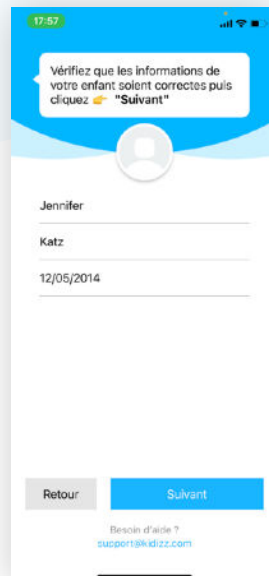 17:57
Vérifiez que les informations de
votre enfant soient correctes puis
cliquez 👉 "Suivant"
Jennifer
Katz
12/05/2014
Retour
Suivant
Besoin d'aide ?
support@kidizz.com